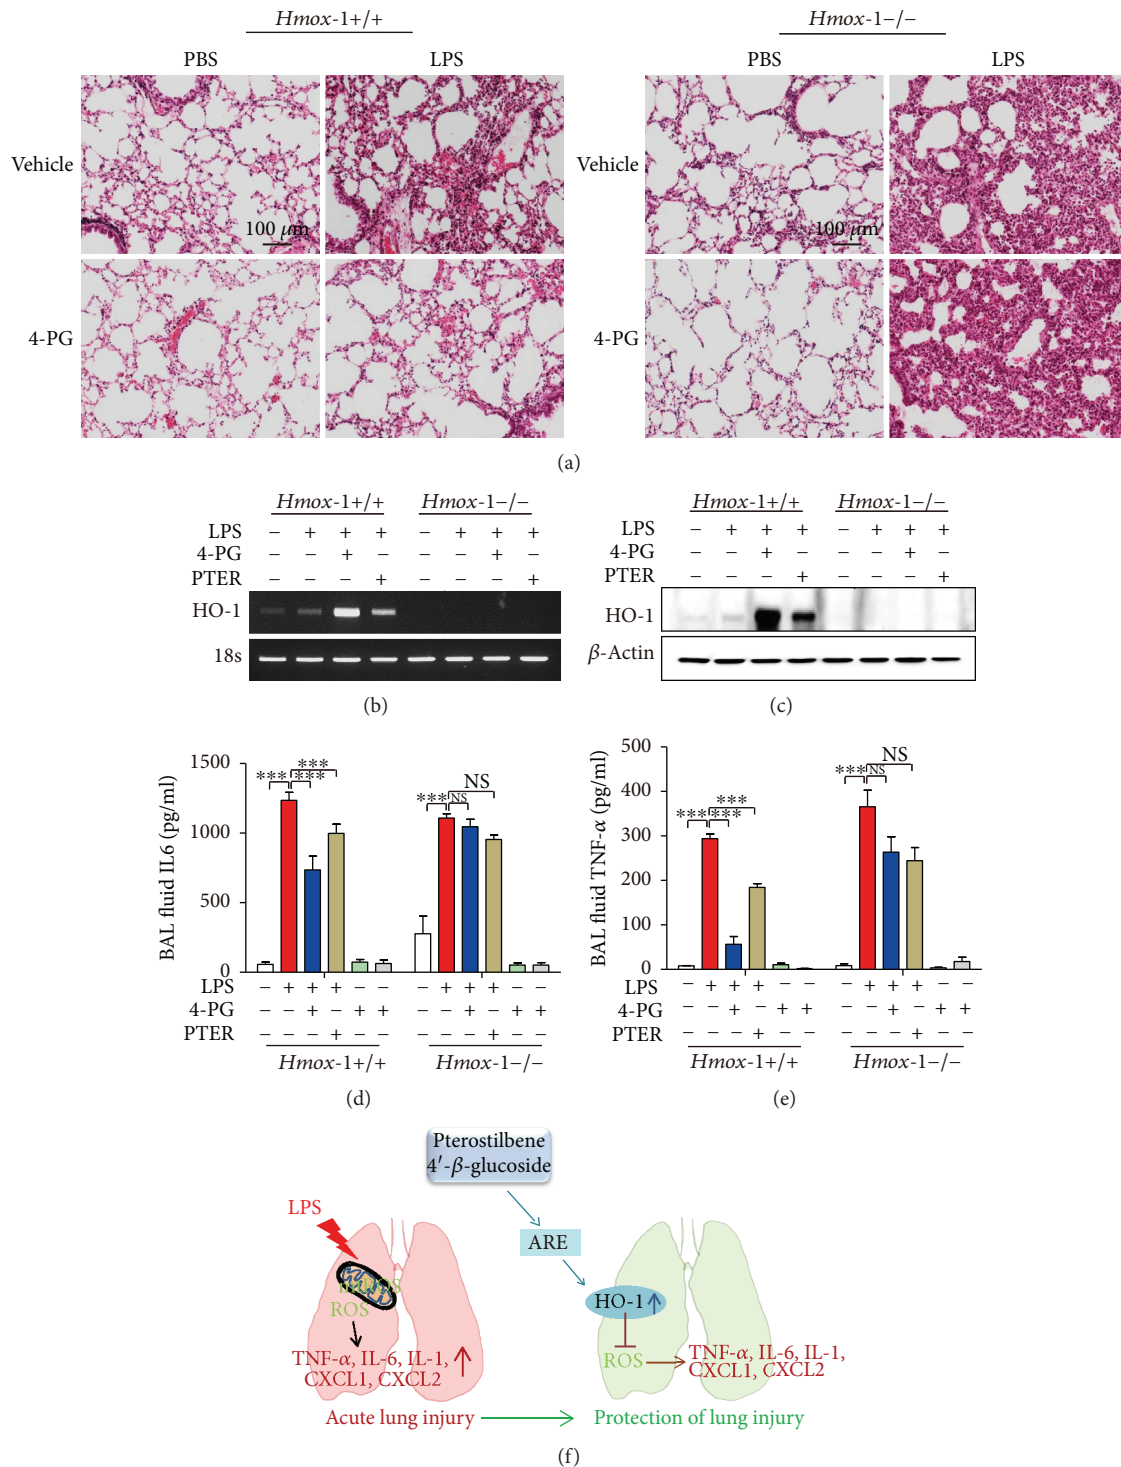 Hmox-1+/+
Hmox-1−/−
PBS
LPS
PBS
LPS
Vehicle
100 μm
Vehicle
100 μm
4-PG
4-PG
(a)
Hmox-1+/+ Hmox-1−/−
LPS − + + + − + + +
4-PG − − + − − − + −
PTER − − − + − − − +
HO-1
18s
(b)
Hmox-1+/+ Hmox-1−/−
LPS − + + + − + + +
4-PG − − + − − − + −
PTER − − − + − − − +
HO-1
β-Actin
(c)
BAL fluid IL6 (pg/ml)
1500
1000
500
0
*** *** ***
*** NS NS
LPS − + + + − − − + + + − −
4-PG − − + − + + − − + − + +
PTER − − − + − − − − − + − −
Hmox-1+/+ Hmox-1−/−
(d)
BAL fluid TNF-α (pg/ml)
500
400
300
200
100
0
*** *** ***
*** NS NS
LPS − + + + − − − + + + − −
4-PG − − + − + + − − + − + +
PTER − − − + − − − − − + − −
Hmox-1+/+ Hmox-1−/−
(e)
Pterostilbene
4′-β-glucoside
LPS
ARE
mtROS
ROS
HO-1
TNF-α, IL-6, IL-1,
CXCL1, CXCL2
ROS
TNF-α, IL-6, IL-1,
CXCL1, CXCL2
Acute lung injury
Protection of lung injury
(f)